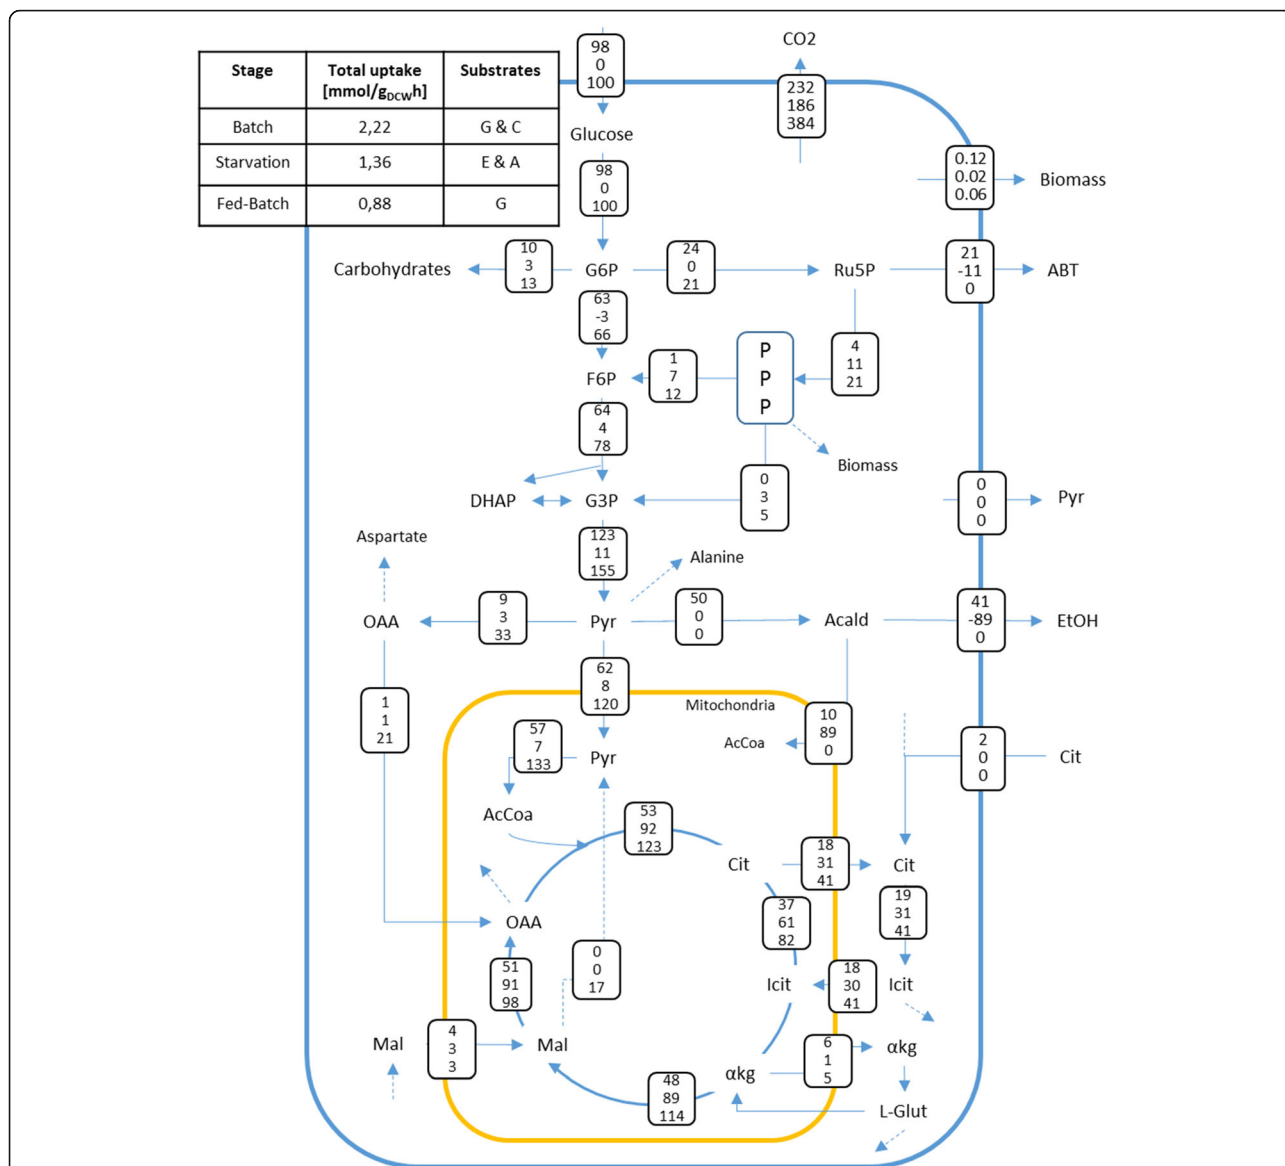 98
0
100
CO2
Stage Total uptake [mmol/gDCWh] Substrates
Batch 2,22 G & C
Starvation 1,36 E & A
Fed-Batch 0,88 G
232
186
384
Glucose
0.12
0.02
0.06
Biomass
98
0
100
Carbohydrates
10
3
13
G6P
24
0
21
Ru5P
21
-11
0
ABT
63
-3
66
4
11
21
P
P
P
1
7
12
F6P
64
4
78
Biomass
DHAP
G3P
0
3
5
0
0
0
Pyr
Aspartate
123
11
155
Alanine
OAA
9
3
33
Pyr
50
0
0
Acald
41
-89
0
EtOH
62
8
120
1
1
21
Mitochondria
10
89
0
AcCoa
57
7
133
Pyr
2
0
0
Cit
AcCoa
53
92
123
Cit
18
31
41
Cit
37
61
82
19
31
41
OAA
51
91
98
0
0
17
Icit
18
30
41
Icit
Mal
4
3
3
Mal
6
1
5
αkg
αkg
48
89
114
L-Glut